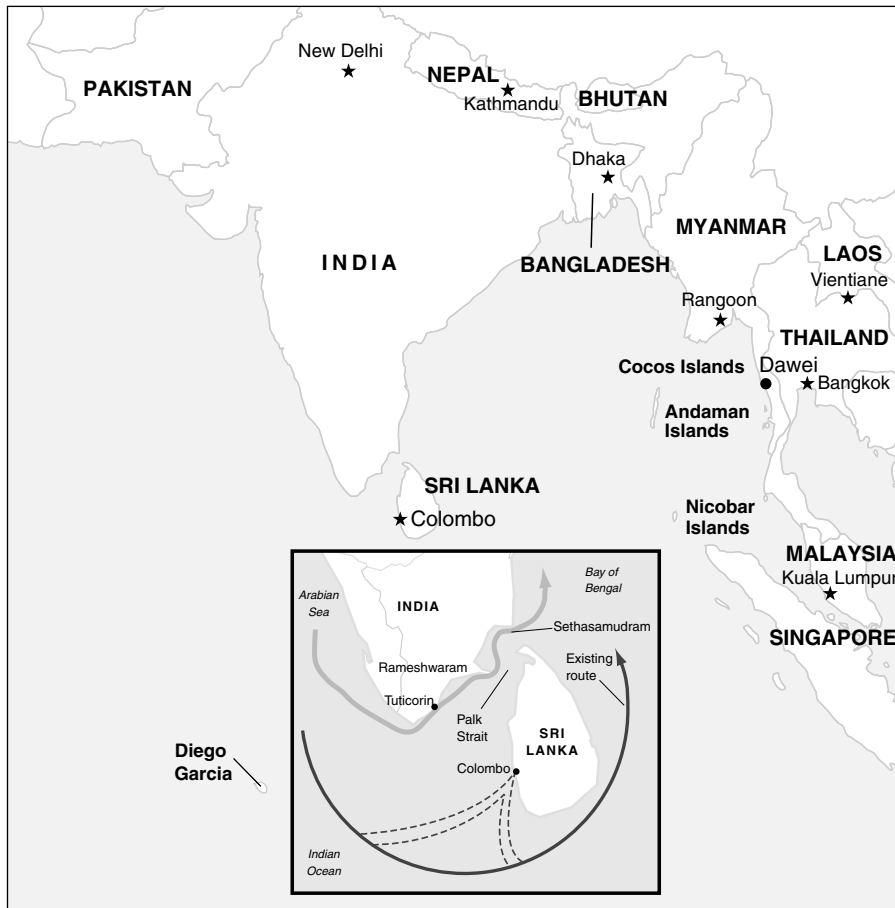 New Delhi
PAKISTAN
NEPAL
Kathmandu
BHUTAN
Dhaka
INDIA
BANGLADESH
MYANMAR
LAOS
Vientiane
Rangoon
THAILAND
Cocos Islands
Dawei
Bangkok
Andaman
Islands
SRI LANKA
Colombo
Nicobar
Islands
MALAYSIA
Kuala Lumpur
SINGAPORE
Diego
Garcia
Arabian
Sea
INDIA
Bay of
Bengal
Sethasamudram
Rameshwaram
Existing
route
Tuticorin
Palk
Strait
SRI
LANKA
Colombo
Indian
Ocean